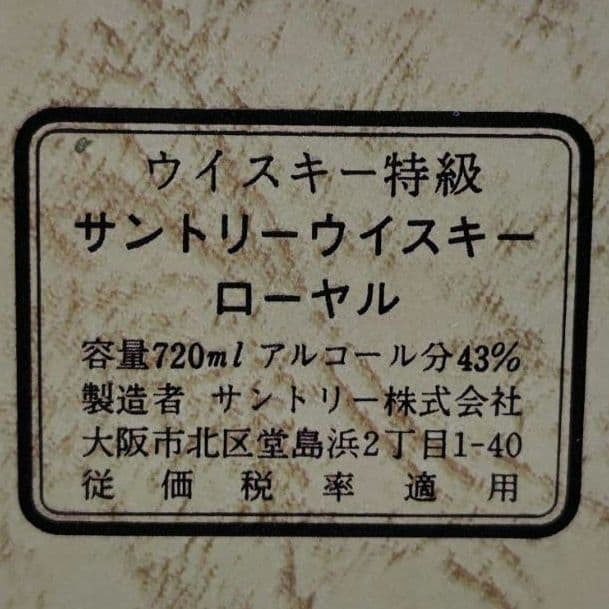 ウイスキー特級
サントリーウイスキー
ローヤル
容量720ml アルコール分43%
製造者 サントリー株式会社
大阪市北区堂島浜2丁目1-40
従価税率適用